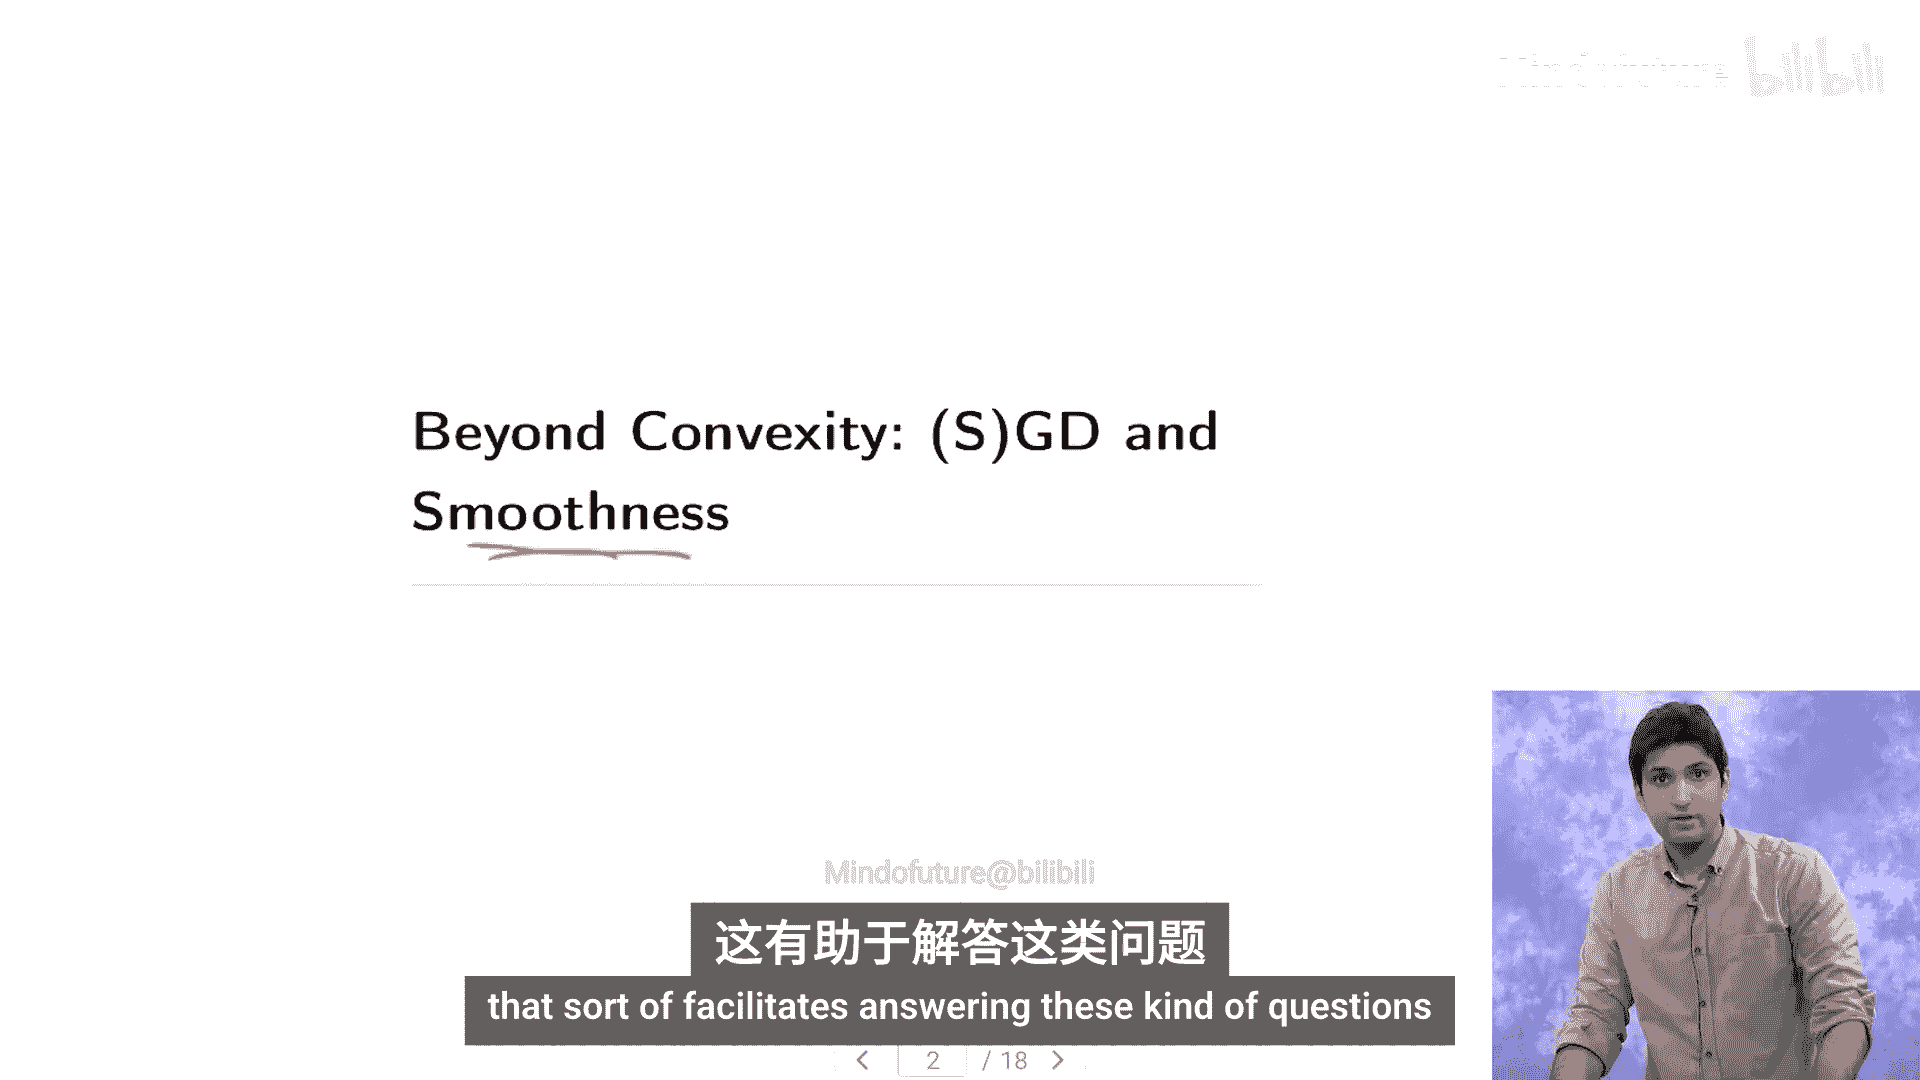 bilibili
Beyond Convexity: (S)GD and
Smoothness
Mindofuture@bilibili
这有助于解答这类问题
that sort of facilitates answering these kind of questions
< 2 / 18 >